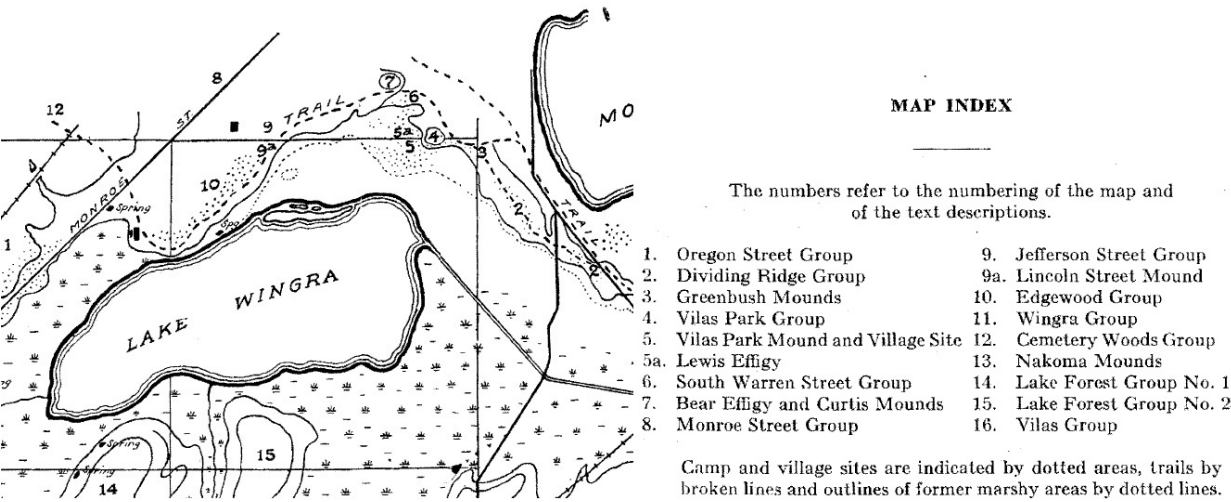 8
7
TRAIL
6
12
ST.
9
5a
4
MO
9a
5
3
MONROE
10
Spring
2
TRAIL
1
Spg
WINGRA
2
LAKE
Spring
15
Spring
14
MAP INDEX
The numbers refer to the numbering of the map and
of the text descriptions.
1. Oregon Street Group
2. Dividing Ridge Group
3. Greenbush Mounds
4. Vilas Park Group
5. Vilas Park Mound and Village Site
5a. Lewis Effigy
6. South Warren Street Group
7. Bear Effigy and Curtis Mounds
8. Monroe Street Group
9. Jefferson Street Group
9a. Lincoln Street Mound
10. Edgewood Group
11. Wingra Group
12. Cemetery Woods Group
13. Nakoma Mounds
14. Lake Forest Group No. 1
15. Lake Forest Group No. 2
16. Vilas Group
Camp and village sites are indicated by dotted areas, trails by
broken lines and outlines of former marshy areas by dotted lines.